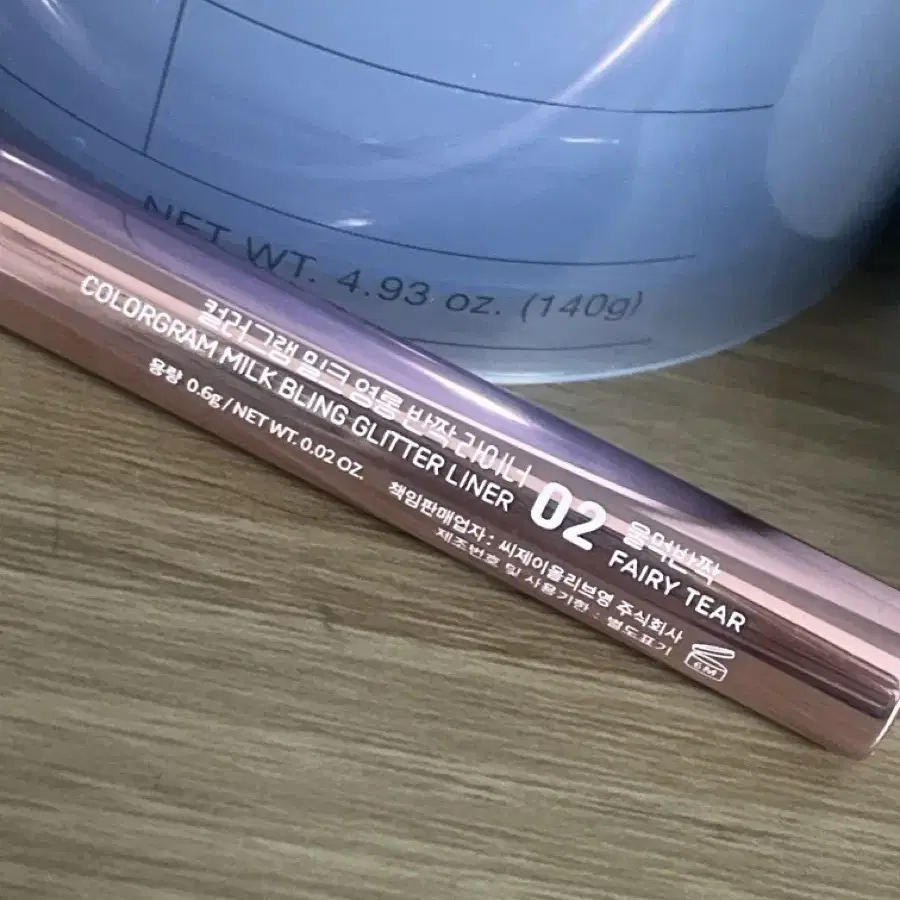 NET WT. 4.93 oz. (140g)
컬러그램 밀크 영롱 반짝 라이너
COLORGRAM MILK BLING GLITTER LINER
용량 0.6g / NET WT. 0.02 OZ.
02
울먹반짝
FAIRY TEAR
책임판매업자 : 씨제이올리브영 주식회사
제조번호 및 사용기한 : 별도표기
6M